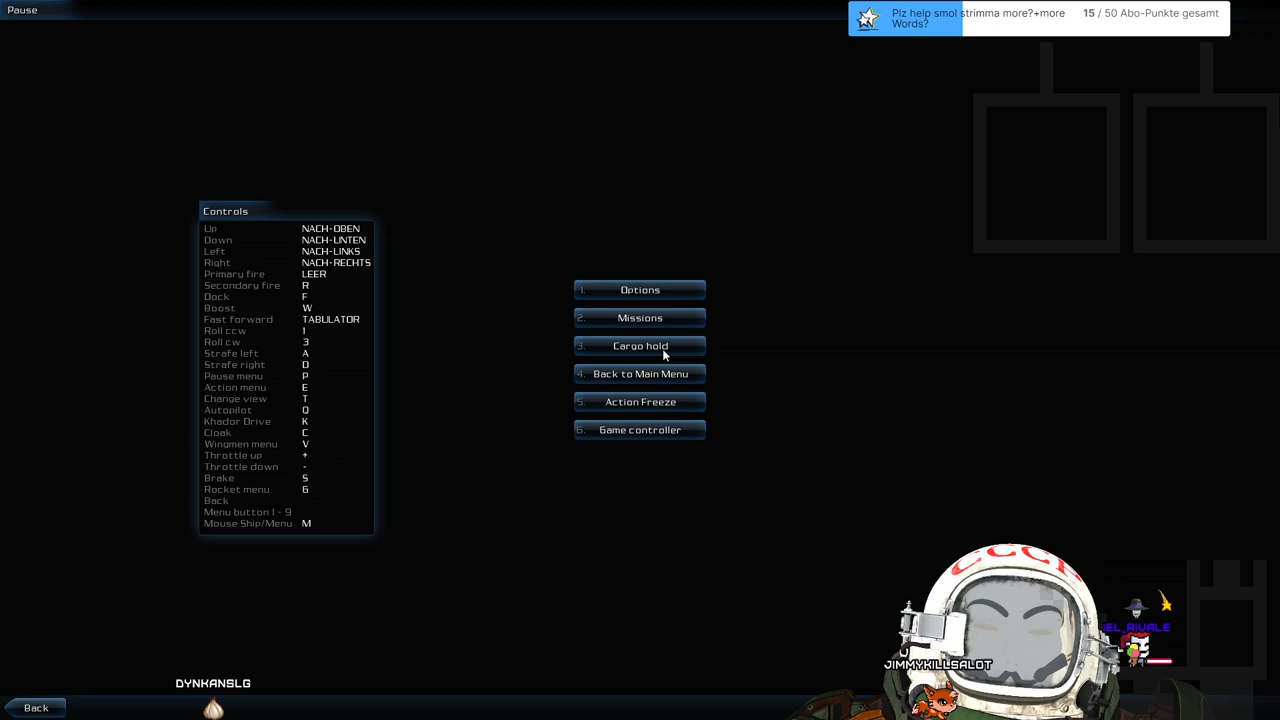 Pause
Plz help smol strimma more?+more
Words?
15 / 50 Abo-Punkte gesamt
Controls
Up NACH-OBEN
Down NACH-UNTEN
Left NACH-LINKS
Right NACH-RECHTS
Primary fire LEER
Secondary fire R
Dock F
Boost W
Fast forward TABULATOR
Roll ccw 1
Roll cw 3
Strafe left A
Strafe right D
Pause menu P
Action menu E
Change view T
Autopilot Q
Khador Drive K
Cloak C
Wingmen menu V
Throttle up +
Throttle down -
Brake S
Rocket menu G
Back
Menu button 1 - 9
Mouse Ship/Menu M
1. Options
2. Missions
3. Cargo hold
4. Back to Main Menu
5. Action Freeze
6. Game controller
CCCP
EL_RIVALE
JIMMYKILLSALOT
DYNKANSLG
Back